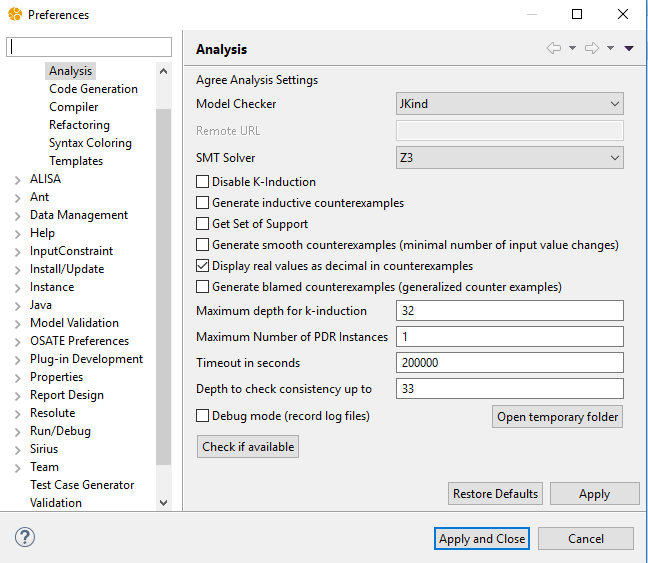 Preferences
Analysis
Code Generation
Compiler
Refactoring
Syntax Coloring
Templates
ALISA
Ant
Data Management
Help
InputConstraint
Install/Update
Instance
Java
Model Validation
OSATE Preferences
Plug-in Development
Properties
Report Design
Resolute
Run/Debug
Sirius
Team
Test Case Generator
Validation
Analysis
Agree Analysis Settings
Model Checker JKind
Remote URL
SMT Solver Z3
Disable K-Induction
Generate inductive counterexamples
Get Set of Support
Generate smooth counterexamples (minimal number of input value changes)
Display real values as decimal in counterexamples
Generate blamed counterexamples (generalized counter examples)
Maximum depth for k-induction 32
Maximum Number of PDR Instances 1
Timeout in seconds 200000
Depth to check consistency up to 33
Debug mode (record log files) Open temporary folder
Check if available
Restore Defaults Apply
? Apply and Close Cancel